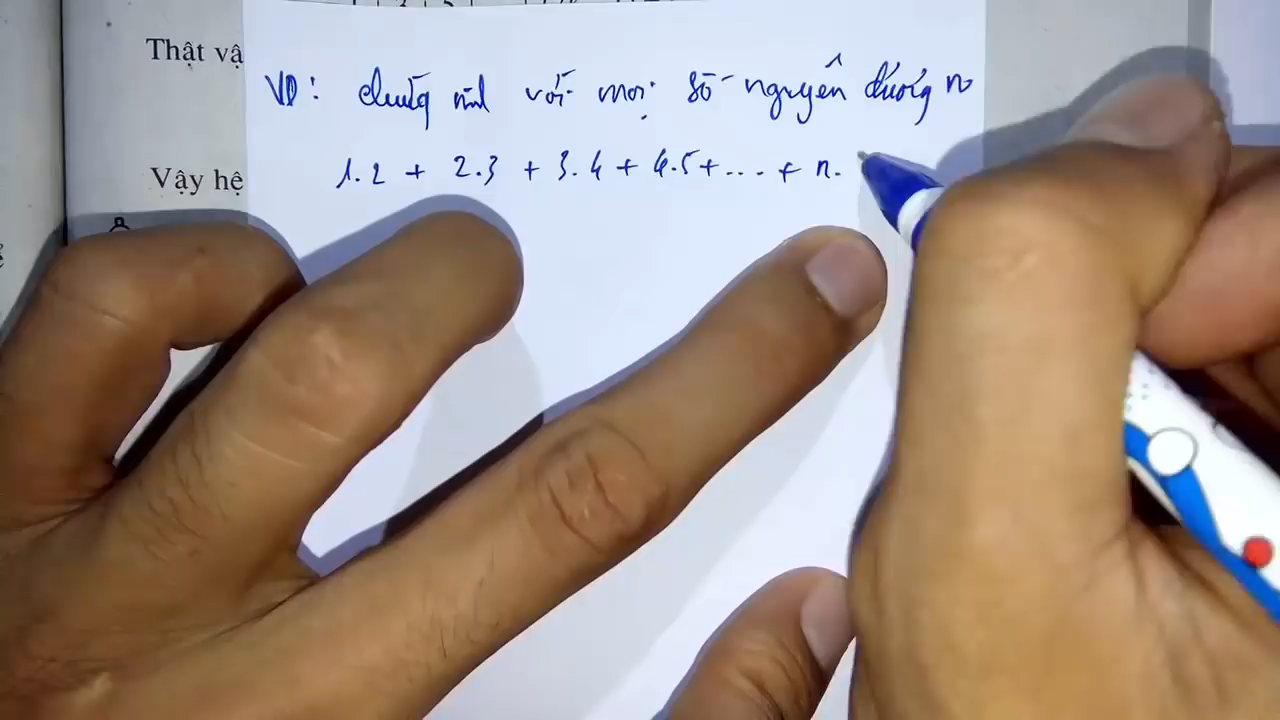 Thật vậ
VD: chứng minh với mọi số nguyên dương n
Vậy hệ
1.2 + 2.3 + 3.4 + 4.5 + ... + n.